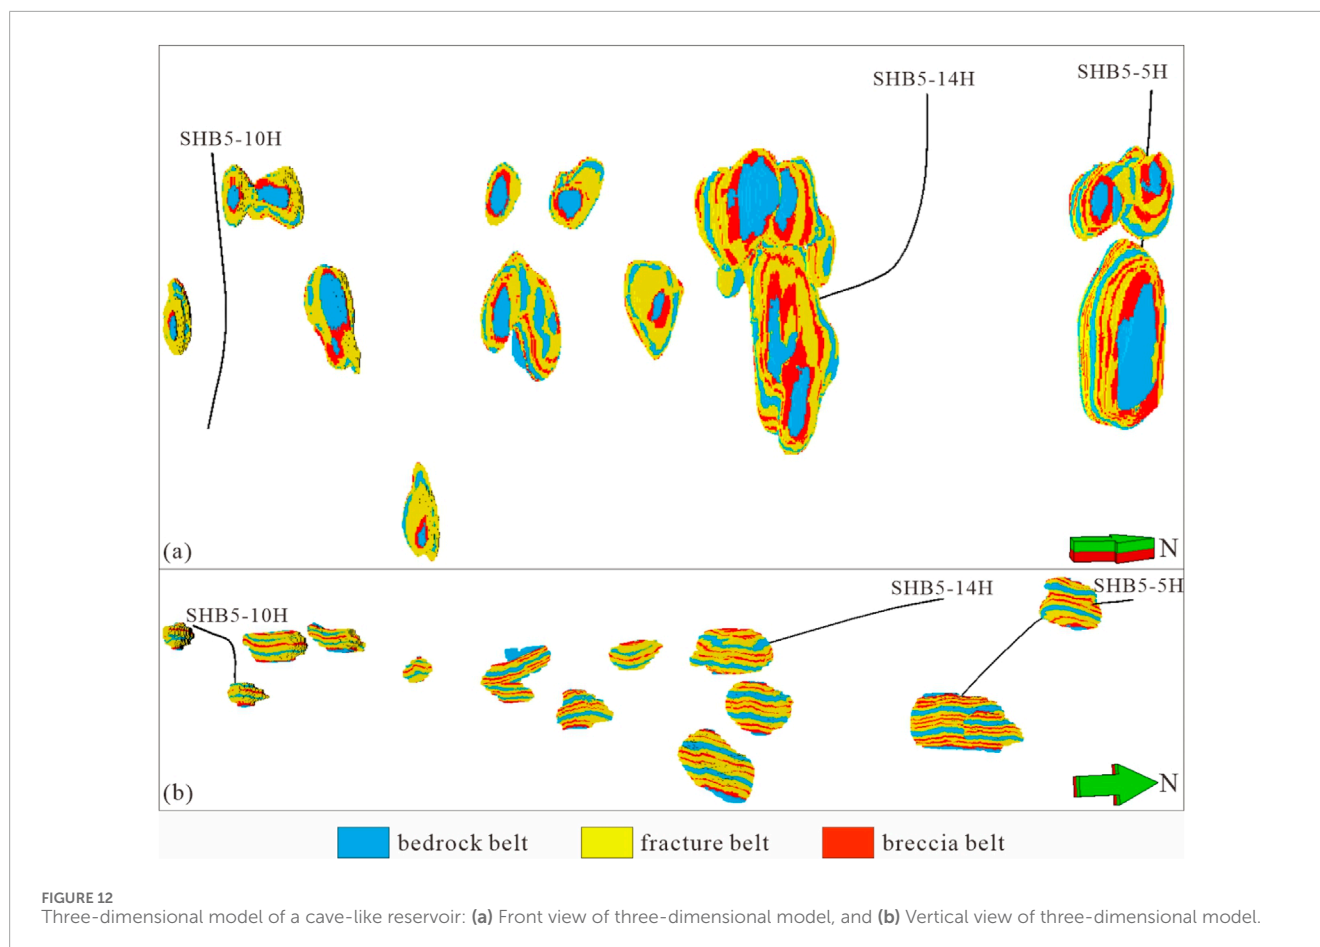 SHB5-10H
SHB5-14H
SHB5-5H
(a)
N
SHB5-10H
SHB5-14H
SHB5-5H
(b)
N
bedrock belt
fracture belt
breccia belt
FIGURE 12
Three-dimensional model of a cave-like reservoir: (a) Front view of three-dimensional model, and (b) Vertical view of three-dimensional model.